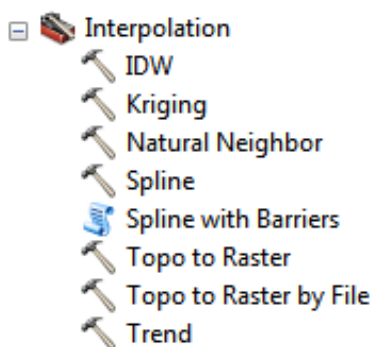 Interpolation
IDW
Kriging
Natural Neighbor
Spline
Spline with Barriers
Topo to Raster
Topo to Raster by File
Trend